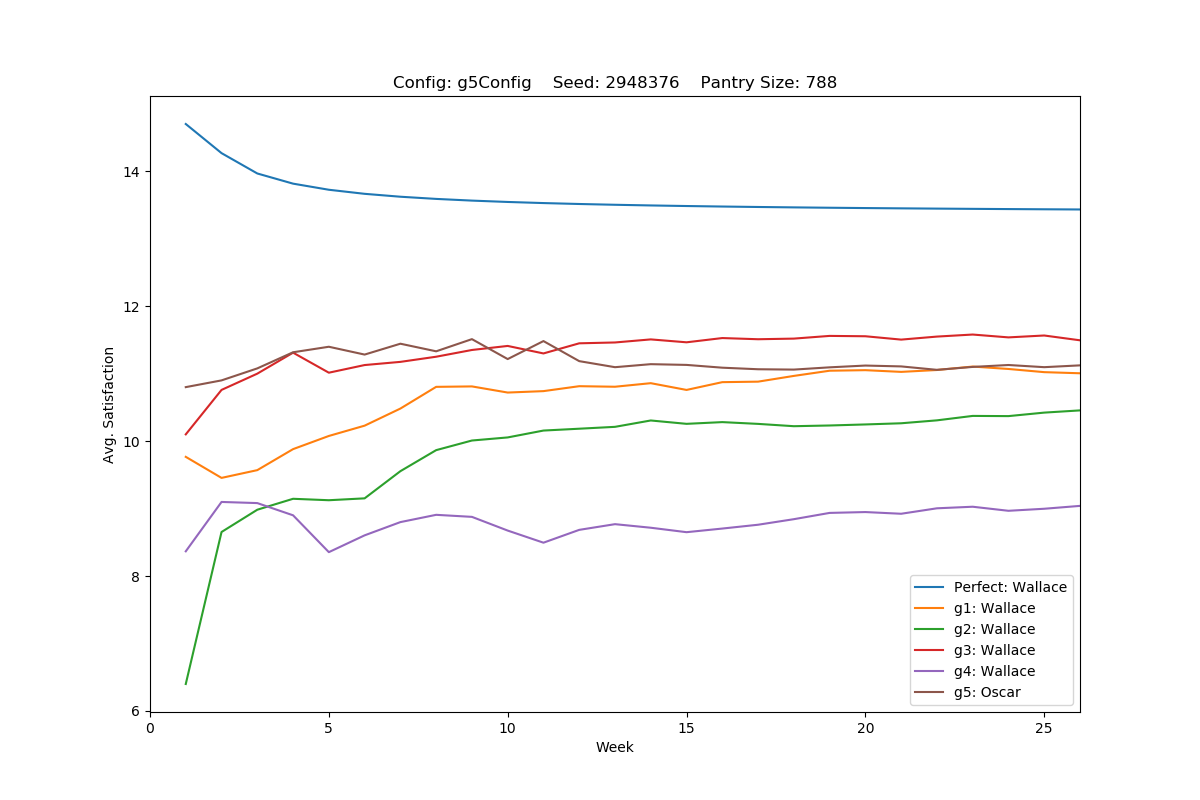 Config: g5Config    Seed: 2948376    Pantry Size: 788
Avg. Satisfaction
14
12
10
8
6
0 5 10 15 20 25
Week
Perfect: Wallace
g1: Wallace
g2: Wallace
g3: Wallace
g4: Wallace
g5: Oscar